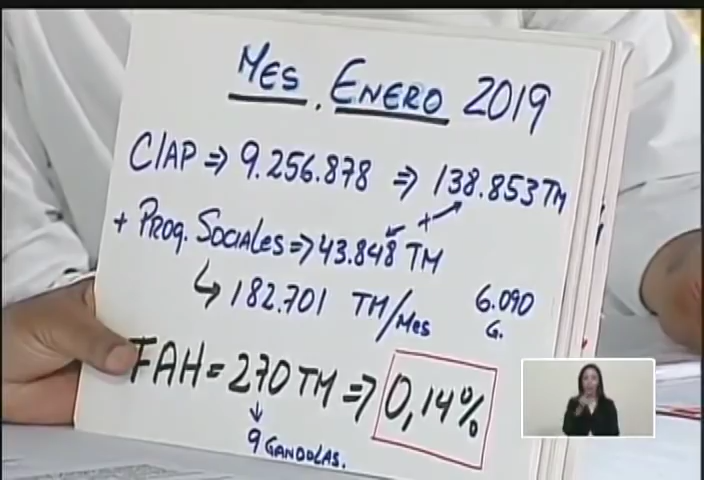 MES. ENERO 2019
CLAP ⇒ 9.256.878 ⇒ 138.853 TM
+ PROG. SOCIALES ⇒ 43.848 TM
↳ 182.701 TM/MES 6.090 G.
FAH = 270 TM ⇒ 0,14%
9 GANDOLAS.